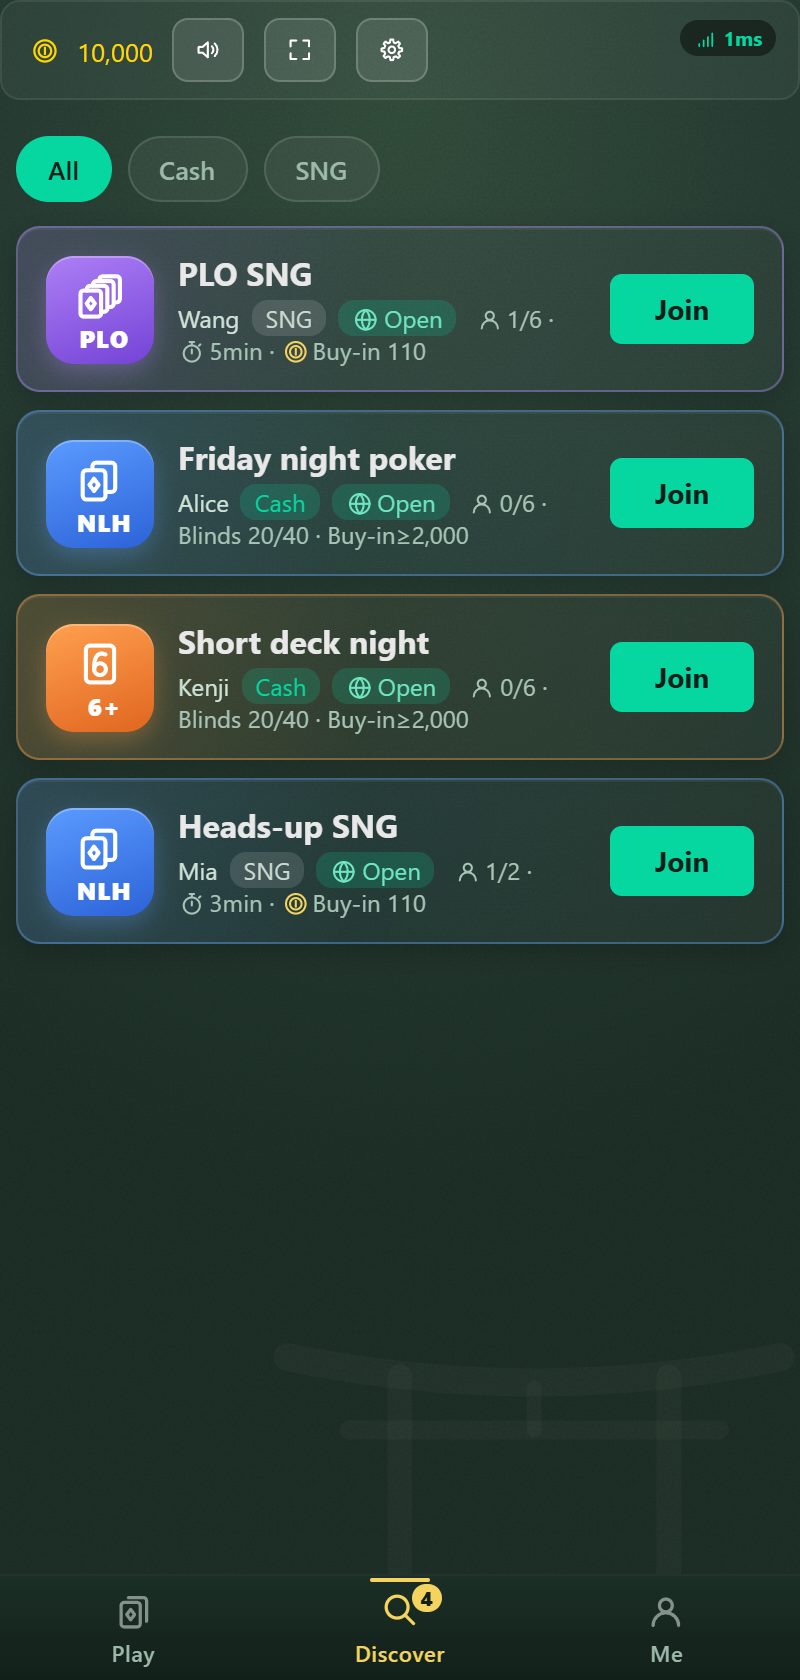 10,000
1ms
All Cash SNG
PLO
PLO SNG
Wang SNG Open 1/6 ·
5min · Buy-in 110
Join
NLH
Friday night poker
Alice Cash Open 0/6 ·
Blinds 20/40 · Buy-in≥2,000
Join
6
6+
Short deck night
Kenji Cash Open 0/6 ·
Blinds 20/40 · Buy-in≥2,000
Join
NLH
Heads-up SNG
Mia SNG Open 1/2 ·
3min · Buy-in 110
Join
4
Play Discover Me